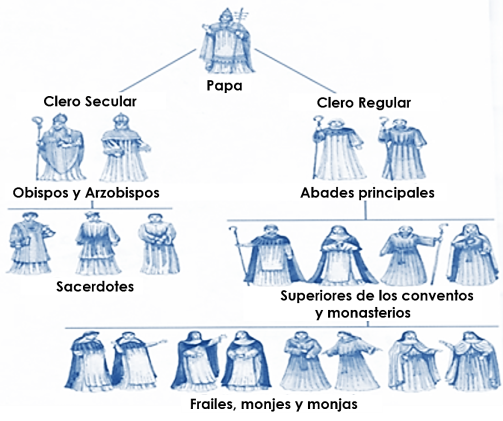 Papa
Clero Secular
Clero Regular
Obispos y Arzobispos
Abades principales
Sacerdotes
Superiores de los conventos
y monasterios
Frailes, monjes y monjas